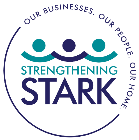 OUR BUSINESSES, OUR PEOPLE, OUR HOME
STRENGTHENING
STARK